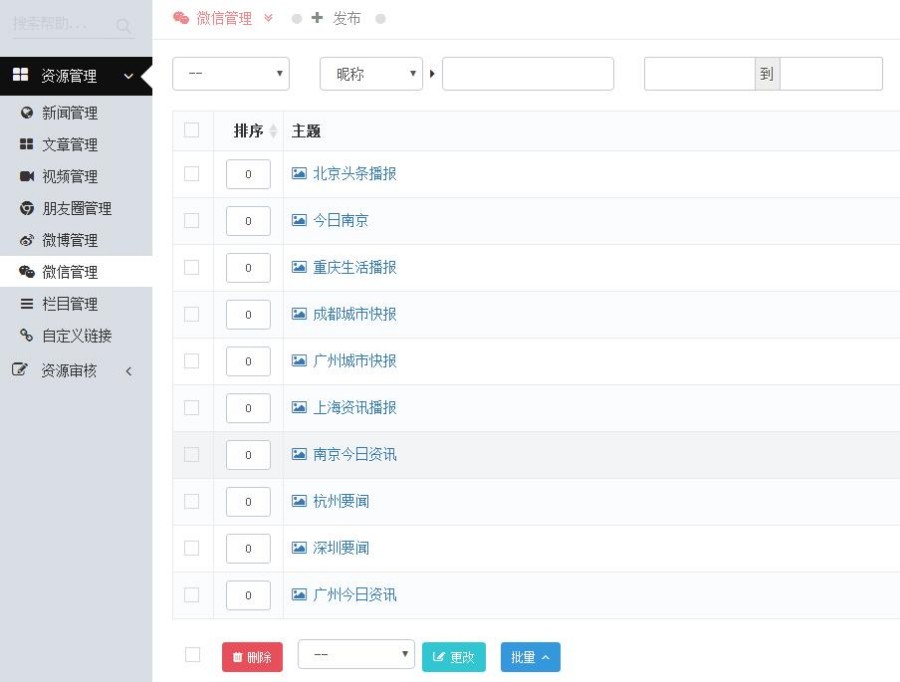 搜索帮助...
微信管理
发布
资源管理
新闻管理
文章管理
视频管理
朋友圈管理
微博管理
微信管理
栏目管理
自定义链接
资源审核
--
昵称
到
排序 主题
0 北京头条播报
0 今日南京
0 重庆生活播报
0 成都城市快报
0 广州城市快报
0 上海资讯播报
0 南京今日资讯
0 杭州要闻
0 深圳要闻
0 广州今日资讯
删除 -- 更改 批量